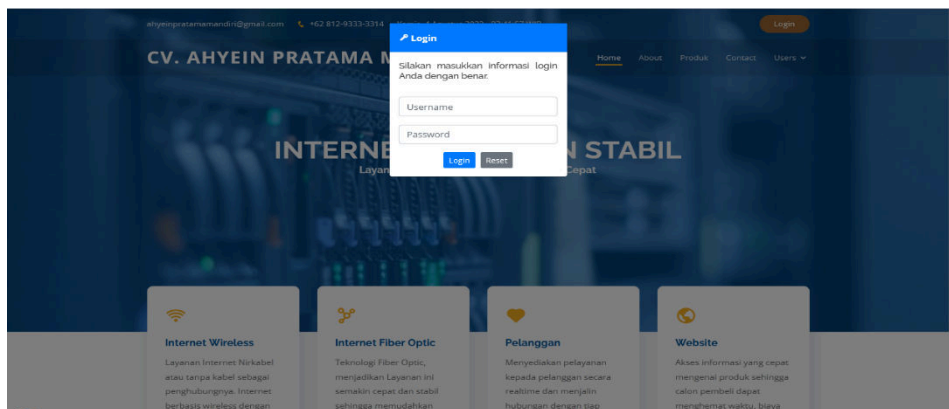 ahyeinpratamamandiri@gmail.com +62 812-9333-3314
Login
CV. AHYEIN PRATAMA
Home About Produk Contact Users
Login
Silakan masukkan informasi login
Anda dengan benar.
Username
Password
Login Reset
STABIL
Cepat
Internet Wireless
Layanan Internet Nirkabel
atau tanpa kabel sebagai
penghubungnya. Internet
berbasis wireless dengan
Internet Fiber Optic
Teknologi Fiber Optic,
menjadikan Layanan ini
semakin cepat dan stabil
sehingga memudahkan
Pelanggan
Menyediakan pelayanan
kepada pelanggan secara
realtime dan menjalin
hubungan dengan tiap
Website
Akses informasi yang cepat
mengenai produk sehingga
calon pembeli dapat
menghemat waktu, biaya